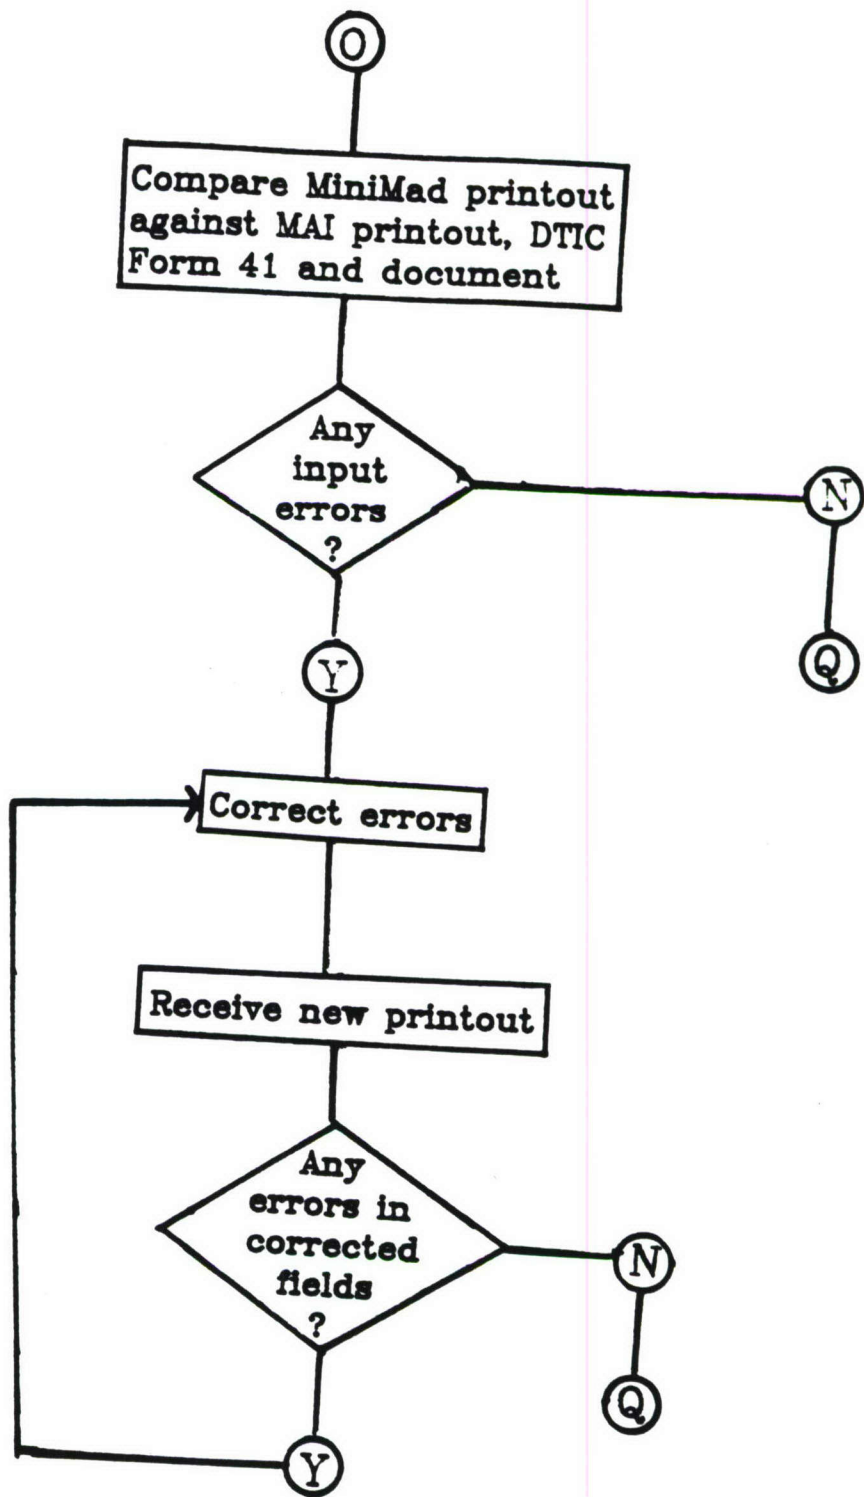 O
Compare MiniMad printout
against MAI printout, DTIC
Form 41 and document
Any
input
errors
?
N
Q
Y
Correct errors
Receive new printout
Any
errors in
corrected
fields
?
N
Q
Y